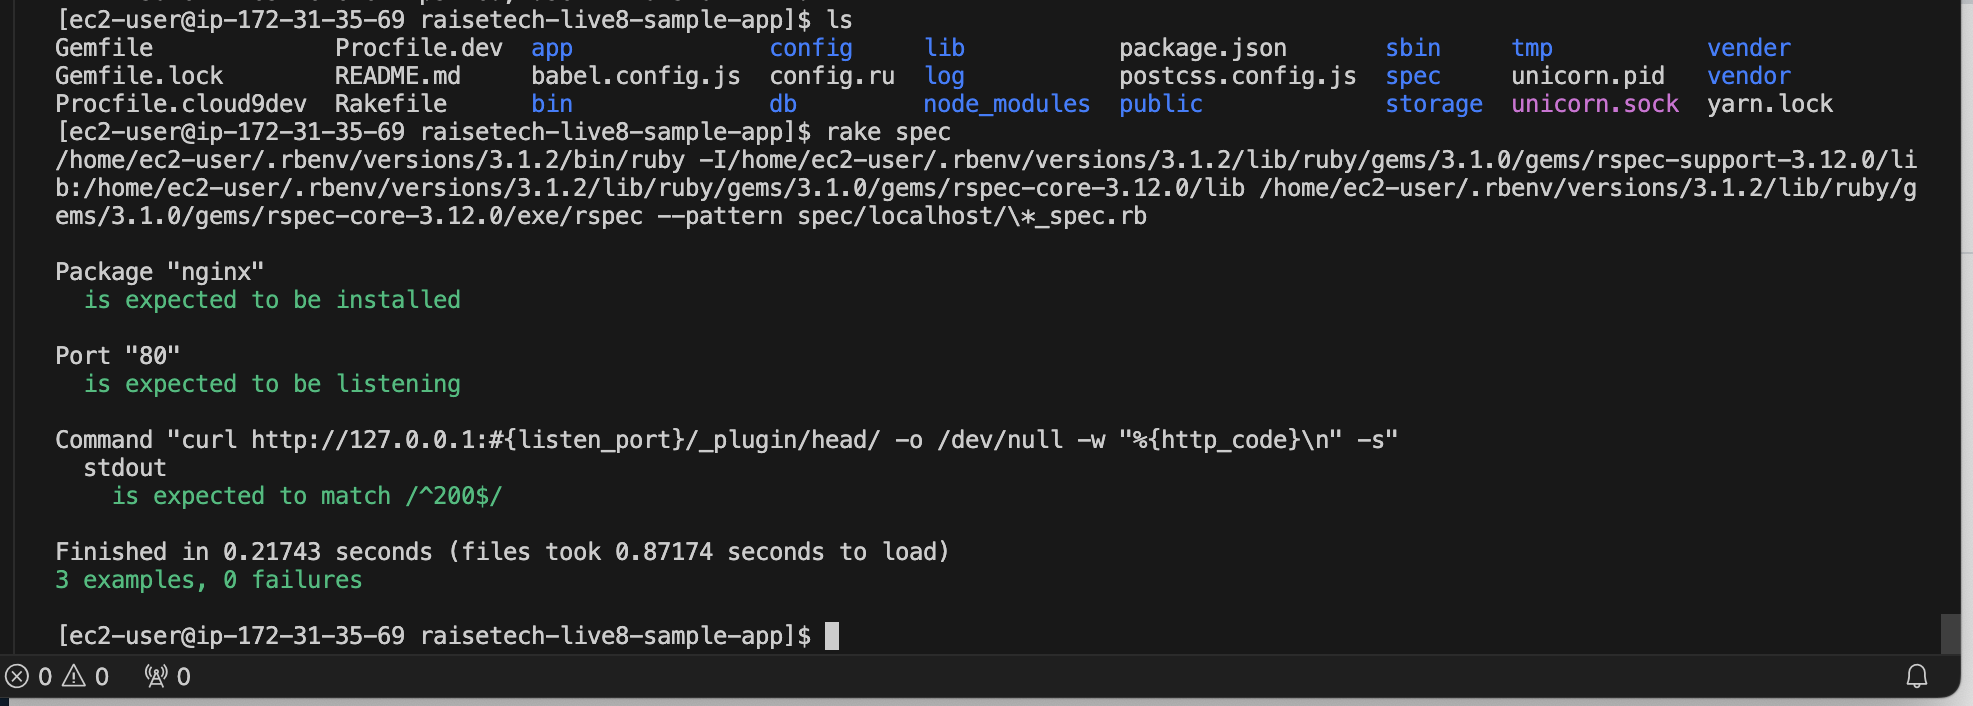 [ec2-user@ip-172-31-35-69 raisetech-live8-sample-app]$ ls
Gemfile Procfile.dev app config lib package.json sbin tmp vender
Gemfile.lock README.md babel.config.js config.ru log postcss.config.js spec unicorn.pid vendor
Procfile.cloud9dev Rakefile bin db node_modules public storage unicorn.sock yarn.lock
[ec2-user@ip-172-31-35-69 raisetech-live8-sample-app]$ rake spec
/home/ec2-user/.rbenv/versions/3.1.2/bin/ruby -I/home/ec2-user/.rbenv/versions/3.1.2/lib/ruby/gems/3.1.0/gems/rspec-support-3.12.0/li
b:/home/ec2-user/.rbenv/versions/3.1.2/lib/ruby/gems/3.1.0/gems/rspec-core-3.12.0/lib /home/ec2-user/.rbenv/versions/3.1.2/lib/ruby/g
ems/3.1.0/gems/rspec-core-3.12.0/exe/rspec --pattern spec/localhost/\*_spec.rb
Package "nginx"
is expected to be installed
Port "80"
is expected to be listening
Command "curl http://127.0.0.1:#{listen_port}/_plugin/head/ -o /dev/null -w "%{http_code}\n" -s"
stdout
is expected to match /^200$/
Finished in 0.21743 seconds (files took 0.87174 seconds to load)
3 examples, 0 failures
[ec2-user@ip-172-31-35-69 raisetech-live8-sample-app]$
0 0 0